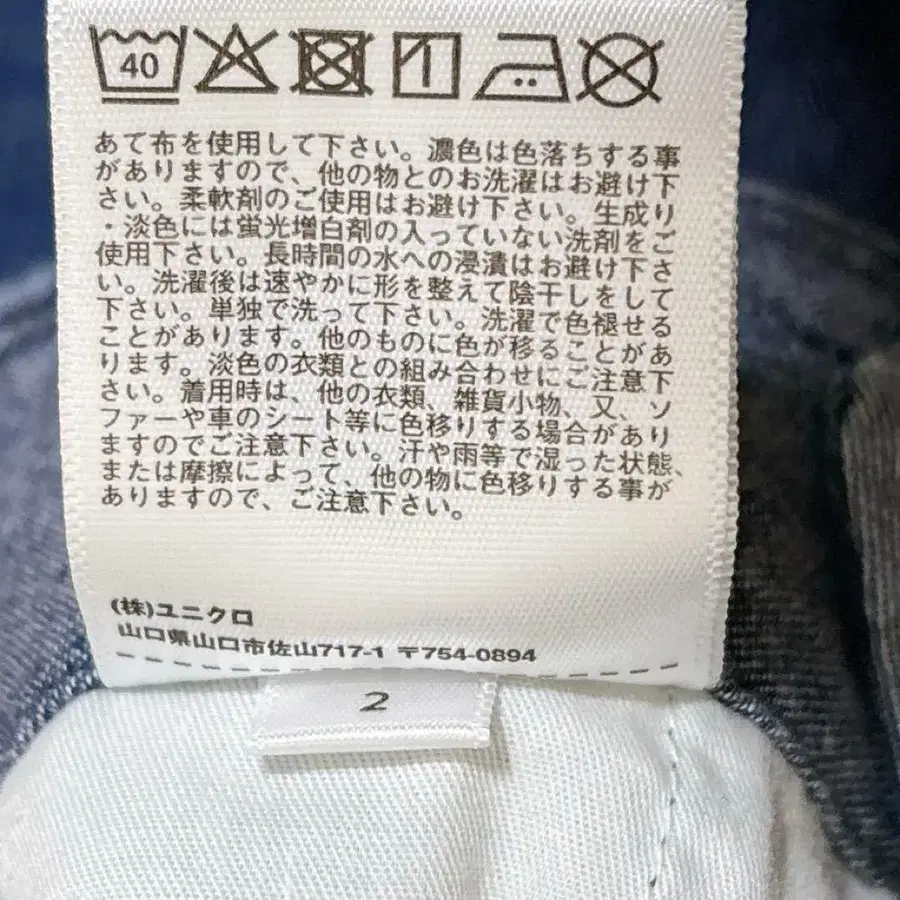 40
あて布を使用して下さい。濃色は色落ちする事
がありますので、他の物とのお洗濯はお避け下
さい。柔軟剤のご使用はお避け下さい。生成り
・淡色には蛍光増白剤の入っていない洗剤をご
使用下さい。長時間の水への浸漬はお避け下さ
い。洗濯後は速やかに形を整えて陰干しをして
下さい。単独で洗って下さい。洗濯で色褪せる
ことがあります。他のものに色が移ることがあ
ります。淡色の衣類との組み合わせにご注意下
さい。着用時は、他の衣類、雑貨小物、又、ソ
ファーや車のシート等に色移りする場合があり
ますのでご注意下さい。汗や雨等で湿った状態、
または摩擦によって、他の物に色移りする事が
ありますので、ご注意下さい。
(株)ユニクロ
山口県山口市佐山717-1 〒754-0894
2